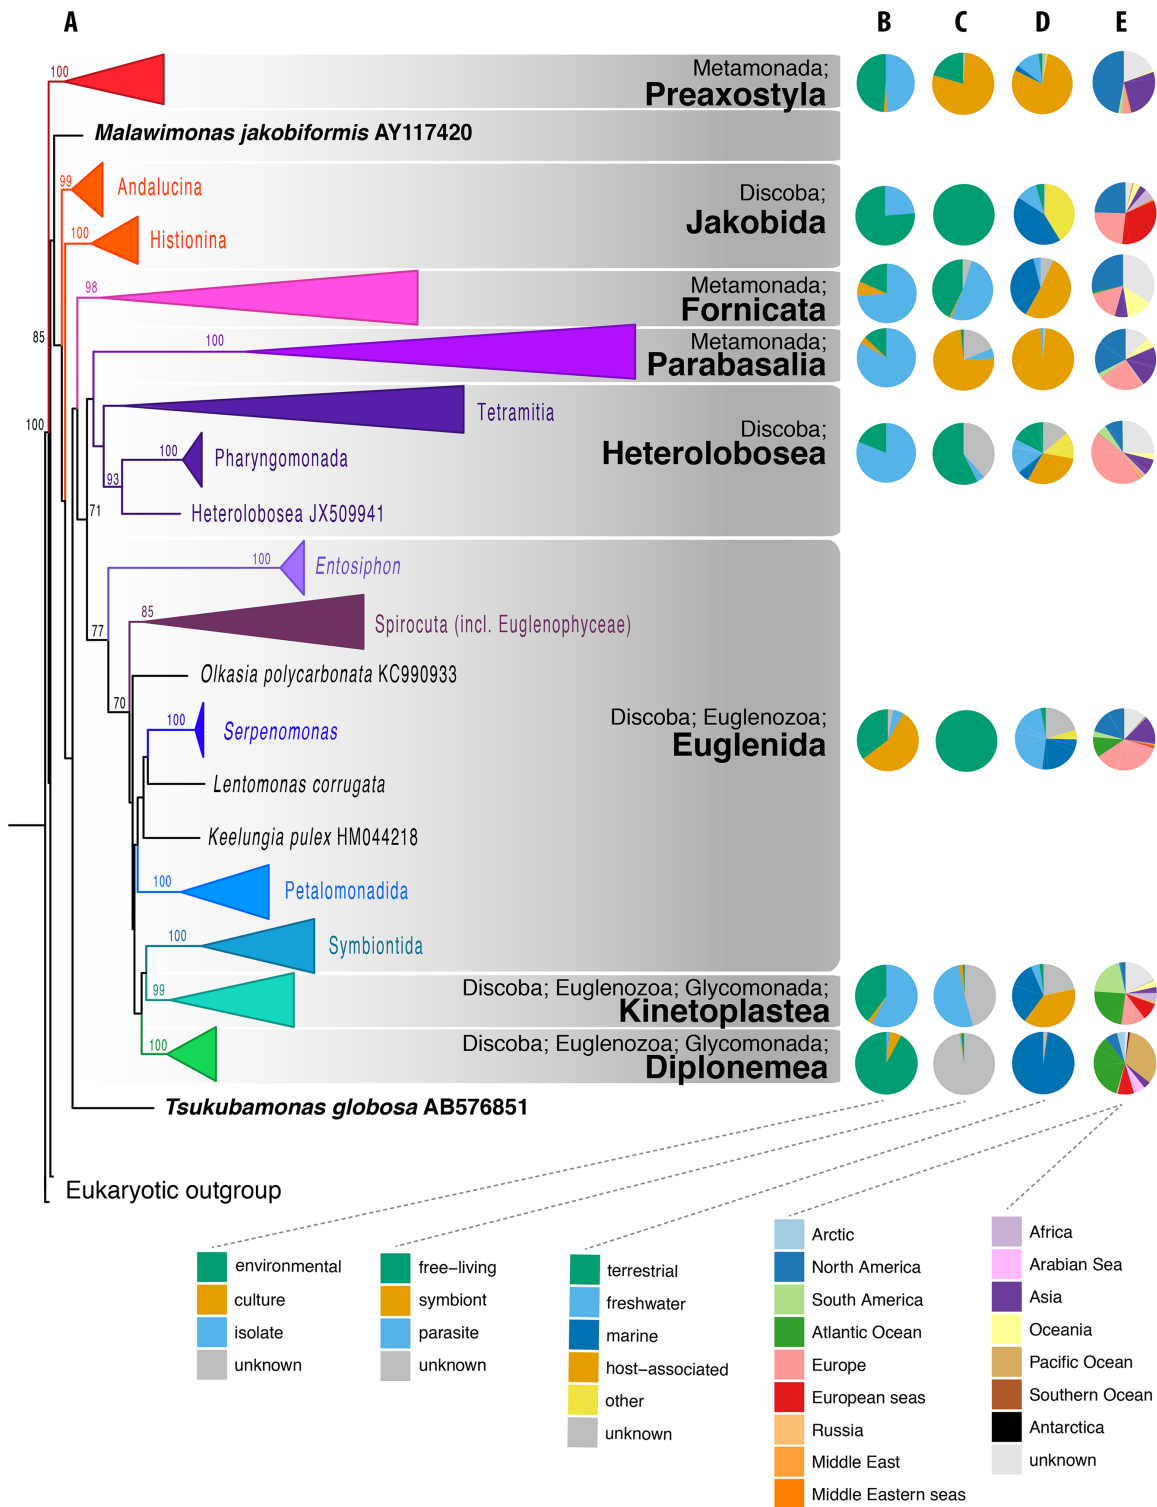 A B C D E
100
Metamonada;
Preaxostyla
Malawimonas jakobiformis AY117420
99
Andalucina
Discoba;
Jakobida
100
Histionina
98
Metamonada;
Fornicata
85
100
Metamonada;
Parabasalia
100
Tetramitia
Discoba;
Heterolobosea
100
Pharyngomonada
93
71
Heterolobosea JX509941
100
Entosiphon
85
Spirocuta (incl. Euglenophyceae)
77
Olkasia polycarbonata KC990933
70
100
Serpenomonas
Discoba; Euglenozoa;
Euglenida
Lentomonas corrugata
Keelungia pulex HM044218
100
Petalomonadida
100
Symbiontida
99
Discoba; Euglenozoa; Glycomonada;
Kinetoplastea
100
Discoba; Euglenozoa; Glycomonada;
Diplonemea
Tsukubamonas globosa AB576851
Eukaryotic outgroup
environmental
culture
isolate
unknown
free–living
symbiont
parasite
unknown
terrestrial
freshwater
marine
host–associated
other
unknown
Arctic
North America
South America
Atlantic Ocean
Europe
European seas
Russia
Middle East
Middle Eastern seas
Africa
Arabian Sea
Asia
Oceania
Pacific Ocean
Southern Ocean
Antarctica
unknown